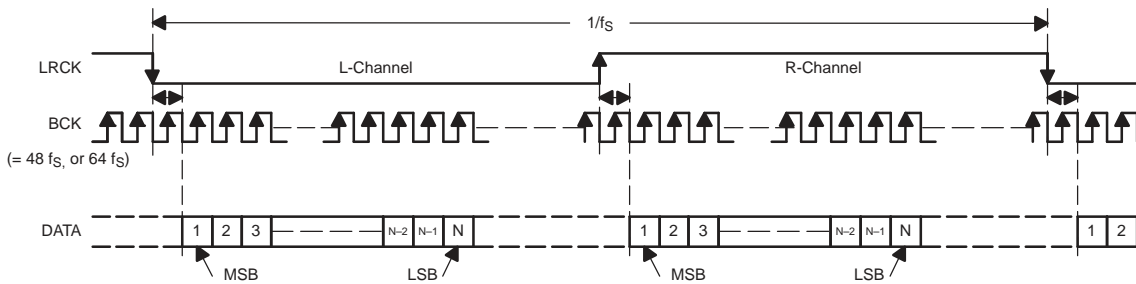 1/fS
LRCK
L-Channel
R-Channel
BCK
(= 48 fS, or 64 fS)
DATA
1 2 3 N–2 N–1 N 1 2 3 N–2 N–1 N 1 2
MSB LSB MSB LSB